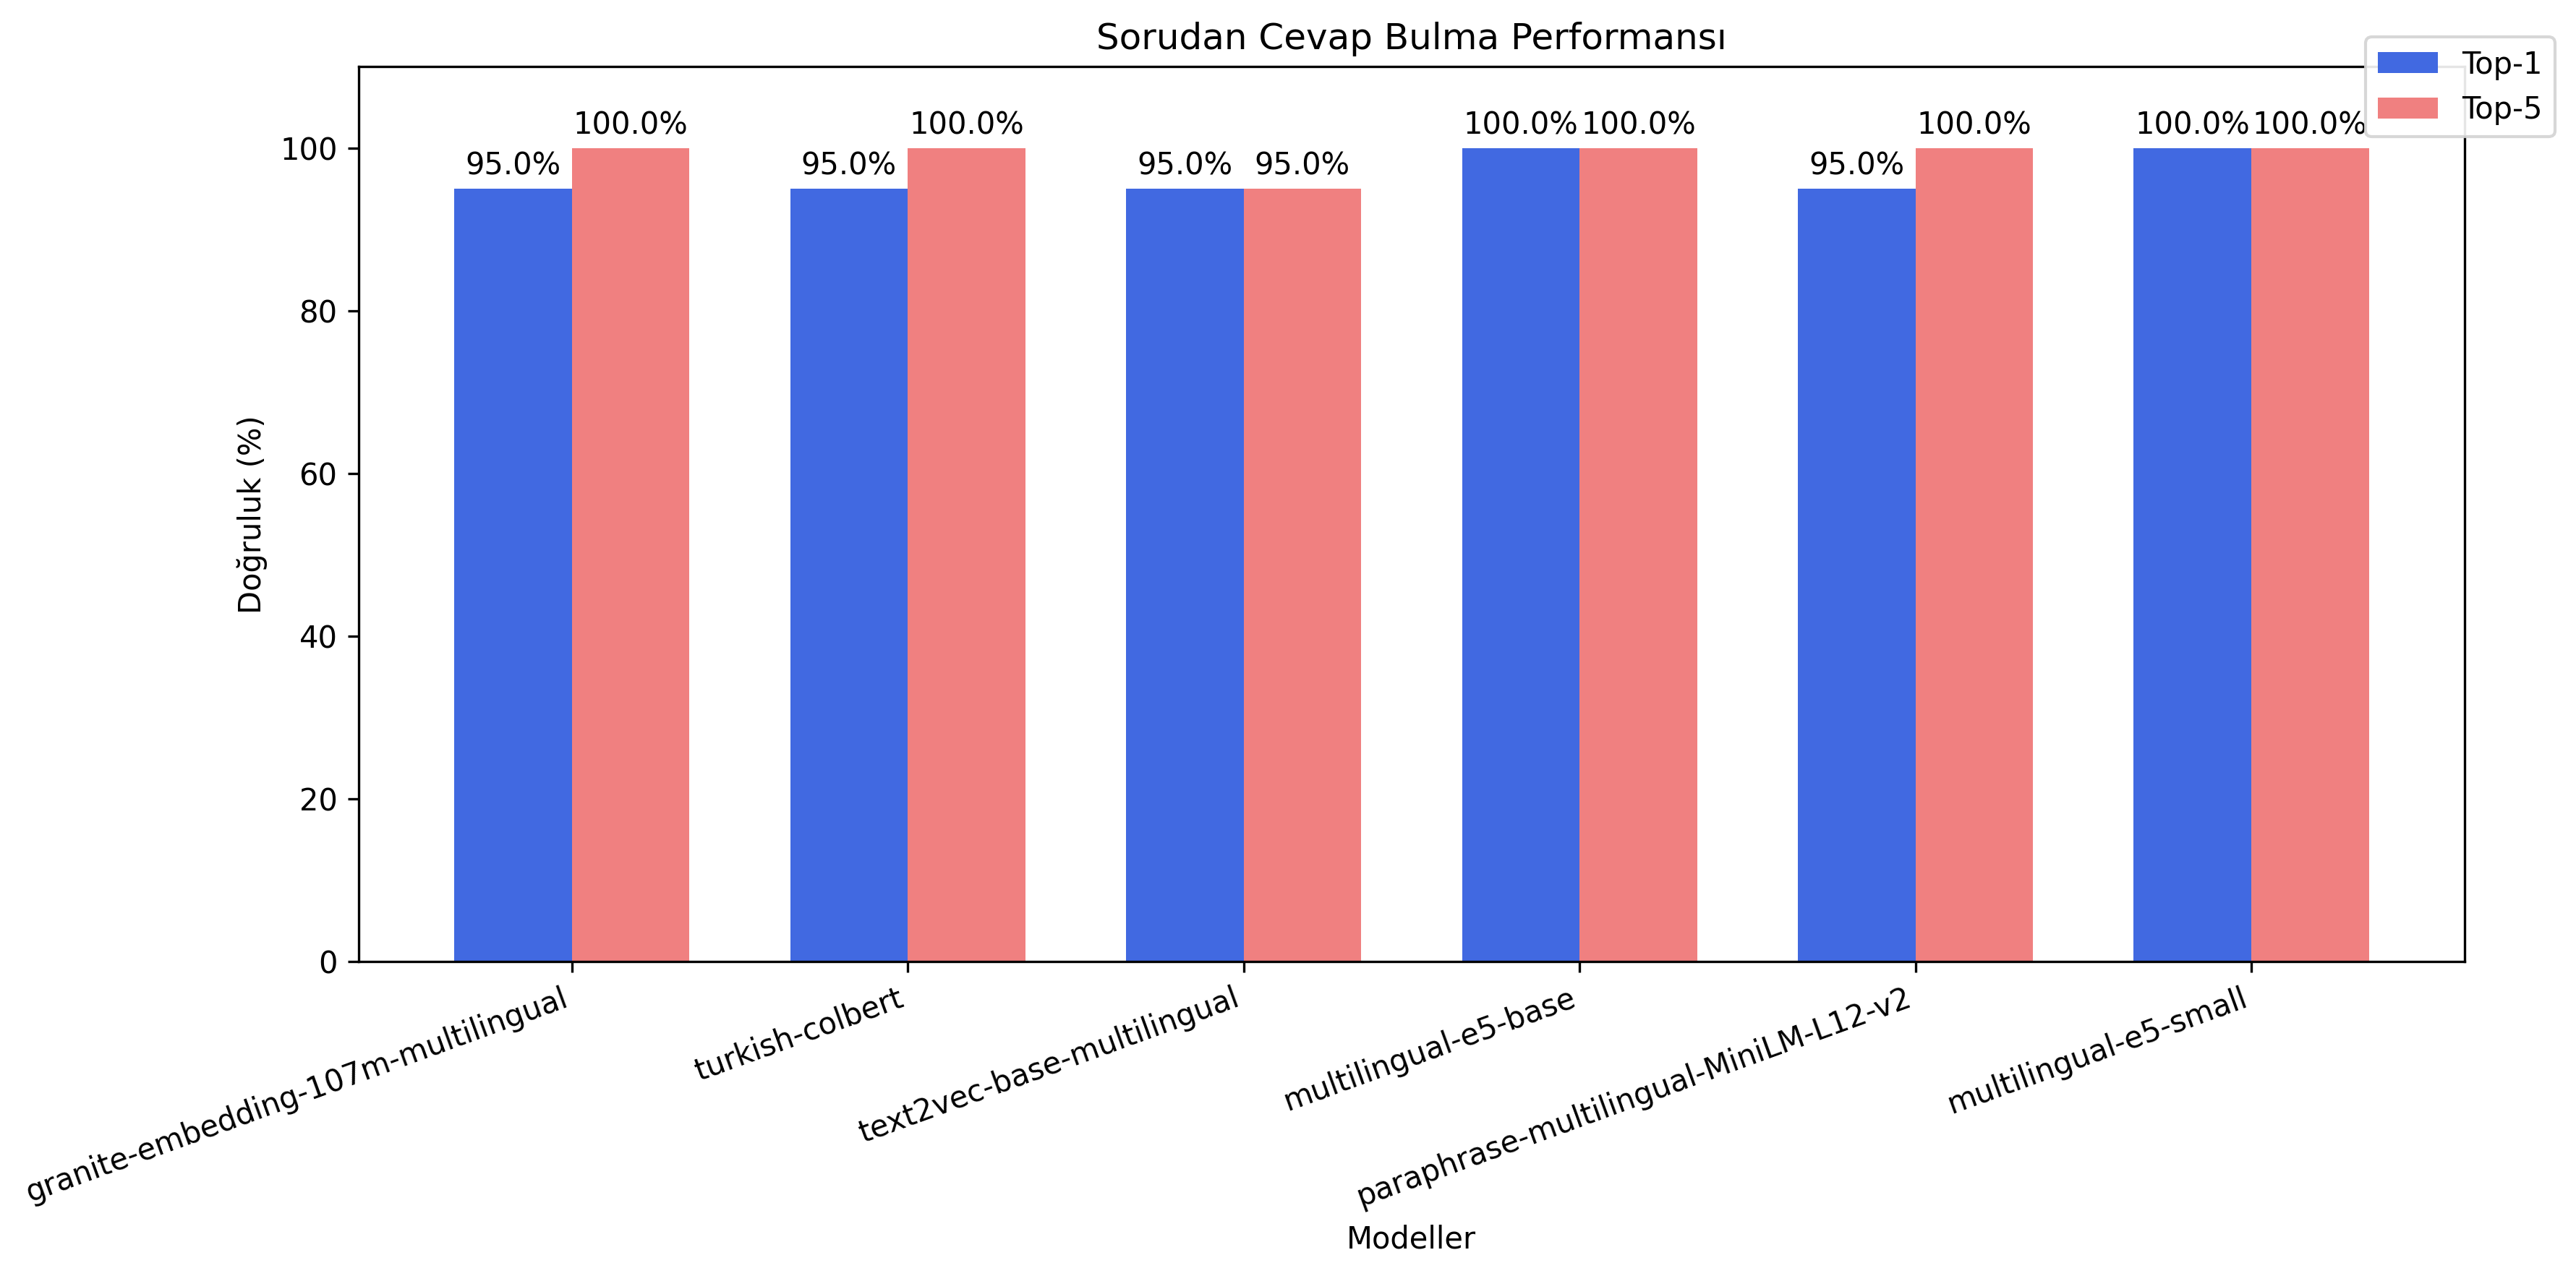 Sorudan Cevap Bulma Performansı
Top-1
Top-5
Doğruluk (%)
100
80
60
40
20
0
95.0% 100.0%
95.0% 100.0%
95.0% 95.0%
100.0% 100.0%
95.0% 100.0%
100.0% 100.0%
granite-embedding-107m-multilingual
turkish-colbert
text2vec-base-multilingual
multilingual-e5-base
paraphrase-multilingual-MiniLM-L12-v2
multilingual-e5-small
Modeller